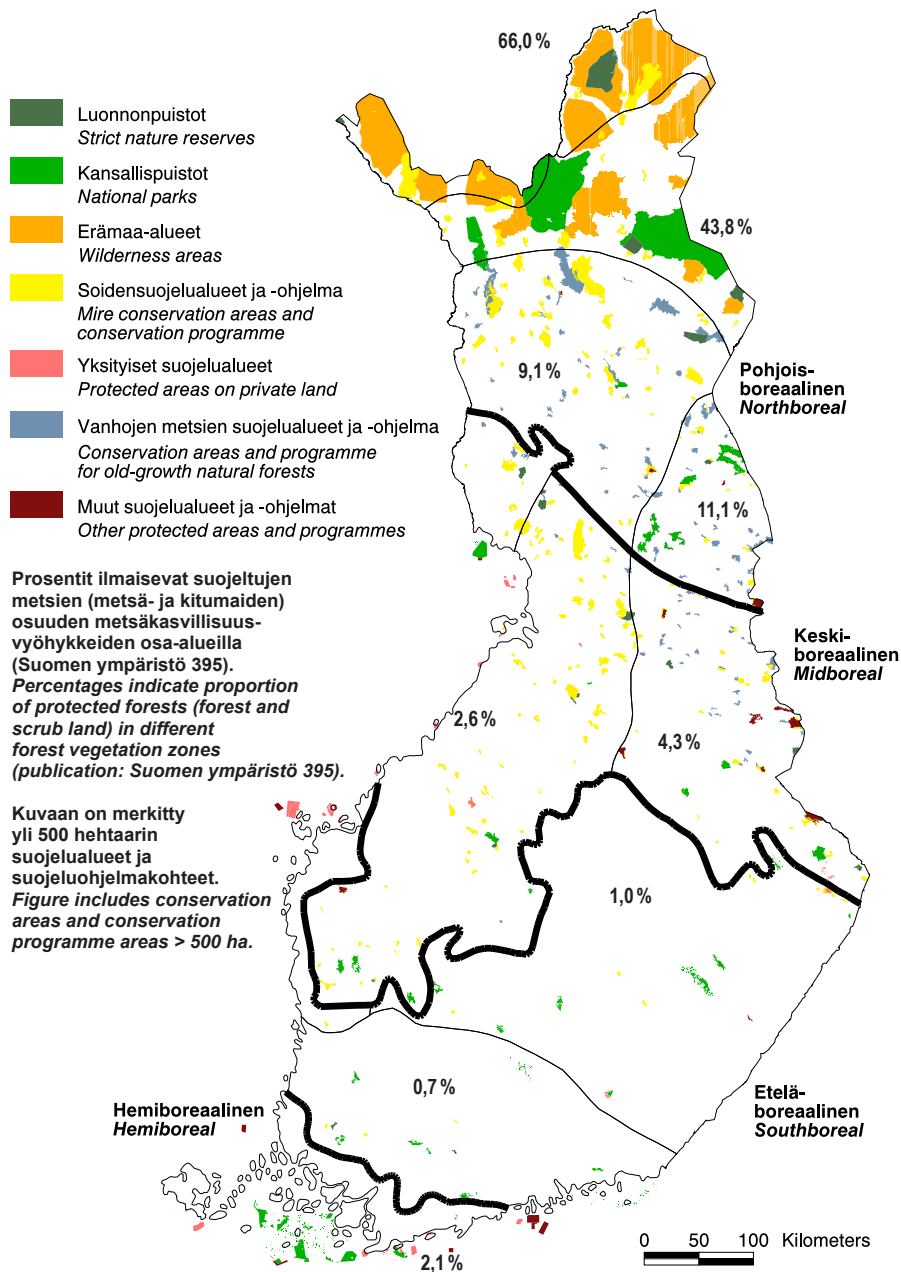 66,0 %
Luonnonpuistot
Strict nature reserves
Kansallispuistot
National parks
Erämaa-alueet
Wilderness areas
43,8 %
Soidensuojelualueet ja -ohjelma
Mire conservation areas and
conservation programme
Yksityiset suojelualueet
Protected areas on private land
9,1 %
Pohjois-
boreaalinen
Northboreal
Vanhojen metsien suojelualueet ja -ohjelma
Conservation areas and programme
for old-growth natural forests
Muut suojelualueet ja -ohjelmat
Other protected areas and programmes
11,1 %
Prosentit ilmaisevat suojeltujen
metsien (metsä- ja kitumaiden)
osuuden metsäkasvillisuus-
vyöhykkeiden osa-alueilla
(Suomen ympäristö 395).
Percentages indicate proportion
of protected forests (forest and
scrub land) in different
forest vegetation zones
(publication: Suomen ympäristö 395).
Keski-
boreaalinen
Midboreal
2,6 %
4,3 %
Kuvaan on merkitty
yli 500 hehtaarin
suojelualueet ja
suojeluohjelmakohteet.
Figure includes conservation
areas and conservation
programme areas > 500 ha.
1,0 %
0,7 %
Hemiboreaalinen
Hemiboreal
Etelä-
boreaalinen
Southboreal
2,1 %
0 50 100 Kilometers